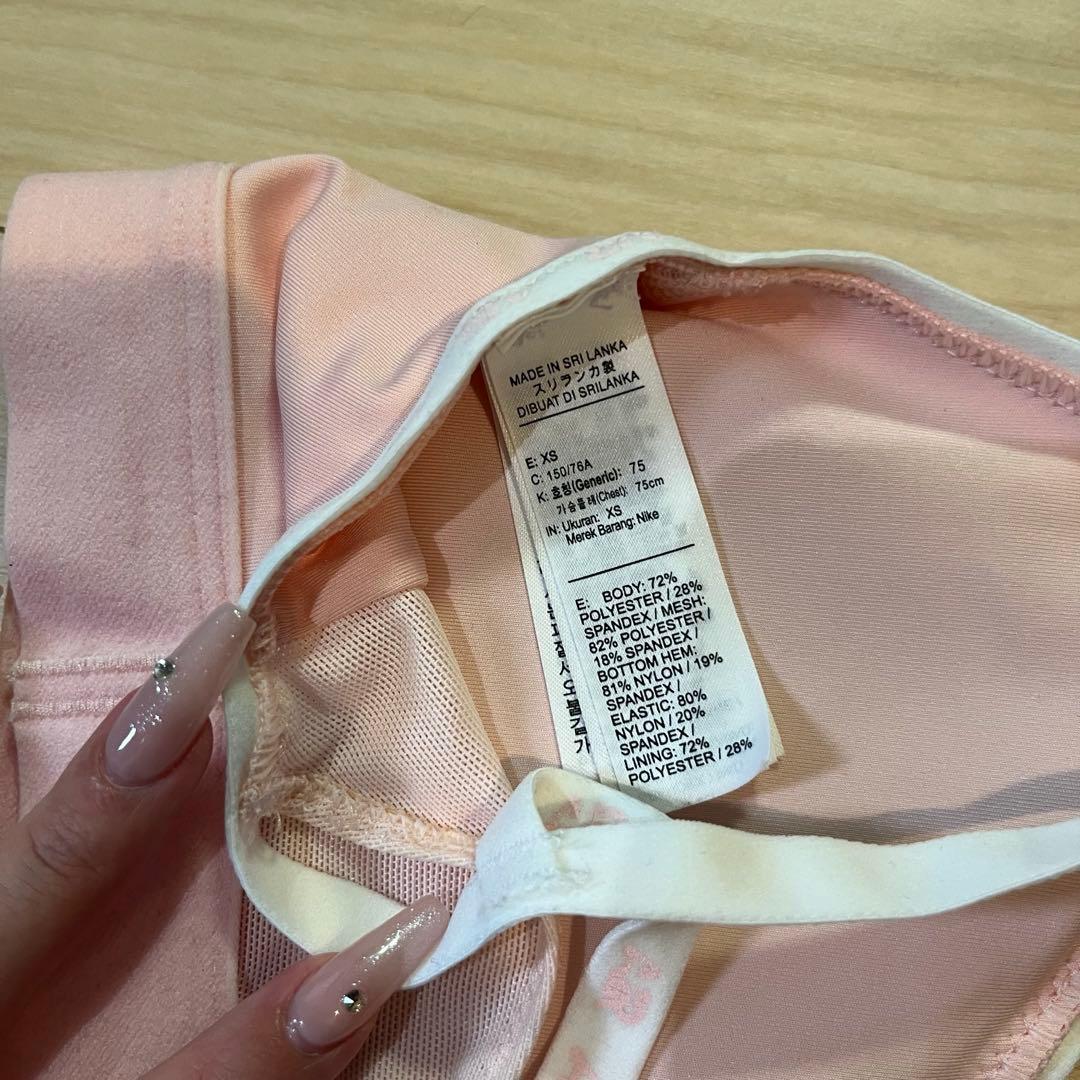 MADE IN SRI LANKA
スリランカ製
DIBUAT DI SRILANKA
E: XS
C: 150/76A
K: 호칭(Generic): 75
가슴둘레(Chest): 75cm
IN: Ukuran: XS
Merek Barang: Nike
E: BODY: 72%
POLYESTER / 28%
SPANDEX / MESH:
82% POLYESTER /
18% SPANDEX /
BOTTOM HEM:
81% NYLON / 19%
SPANDEX /
ELASTIC: 80%
NYLON / 20%
SPANDEX /
LINING: 72%
POLYESTER / 28%